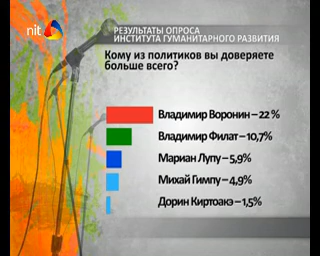 nit
РЕЗУЛЬТАТЫ ОПРОСА
ИНСТИТУТА ГУМАНИТАРНОГО РАЗВИТИЯ
Кому из политиков вы доверяете
больше всего?
Владимир Воронин – 22 %
Владимир Филат – 10,7%
Мариан Лупу – 5,9%
Михай Гимпу – 4,9%
Дорин Киртоакэ – 1,5%